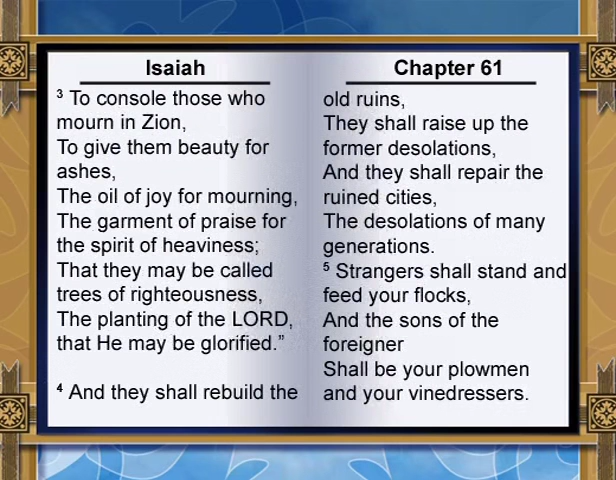 Isaiah
³ To console those who
mourn in Zion,
To give them beauty for
ashes,
The oil of joy for mourning,
The garment of praise for
the spirit of heaviness;
That they may be called
trees of righteousness,
The planting of the LORD,
that He may be glorified.”
⁴ And they shall rebuild the
Chapter 61
old ruins,
They shall raise up the
former desolations,
And they shall repair the
ruined cities,
The desolations of many
generations.
⁵ Strangers shall stand and
feed your flocks,
And the sons of the
foreigner
Shall be your plowmen
and your vinedressers.